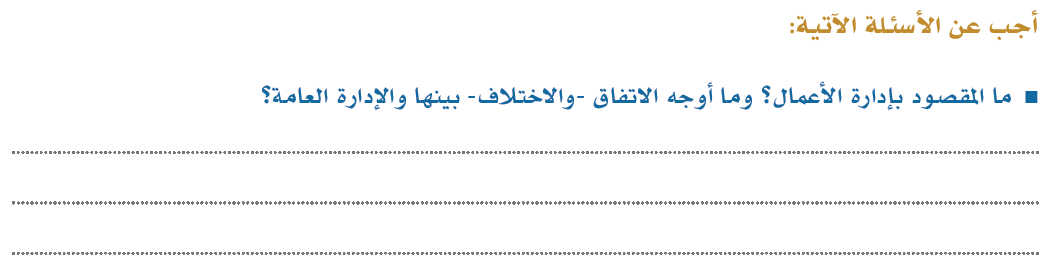 أجب عن الأسئلة الآتية:
■ ما المقصود بإدارة الأعمال؟ وما أوجه الاتفاق -والاختلاف- بينها والإدارة العامة؟